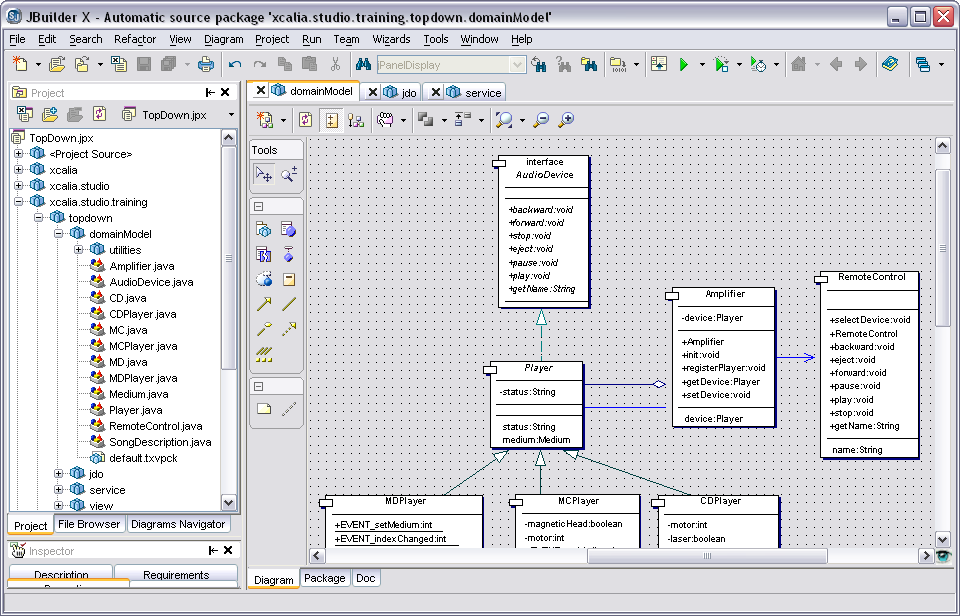 JBuilder X - Automatic source package 'xcalia.studio.training.topdown.domainModel'
File Edit Search Refactor View Diagram Project Run Team Wizards Tools Window Help
PanelDisplay
Project
TopDown.jpx
TopDown.jpx
<Project Source>
xcalia
xcalia.studio
xcalia.studio.training
topdown
domainModel
utilities
Amplifier.java
AudioDevice.java
CD.java
CDPlayer.java
MC.java
MCPlayer.java
MD.java
MDPlayer.java
Medium.java
Player.java
RemoteControl.java
SongDescription.java
default.txvpck
jdo
service
view
Project File Browser Diagrams Navigator
Inspector
Description Requirements
domainModel jdo service
Tools
interface
AudioDevice
+backward:void
+forward:void
+stop:void
+eject:void
+pause:void
+play:void
+getName:String
Player
-status:String
status:String
medium:Medium
Amplifier
-device:Player
+Amplifier
+init:void
+registerPlayer:void
+getDevice:Player
+setDevice:void
device:Player
RemoteControl
+selectDevice:void
+RemoteControl
+backward:void
+eject:void
+forward:void
+pause:void
+play:void
+stop:void
+getName:String
name:String
MDPlayer
+EVENT_setMedium:int
+EVENT_indexChanged:int
MCPlayer
-magneticHead:boolean
-motor:int
CDPlayer
-motor:int
-laser:boolean
Diagram Package Doc